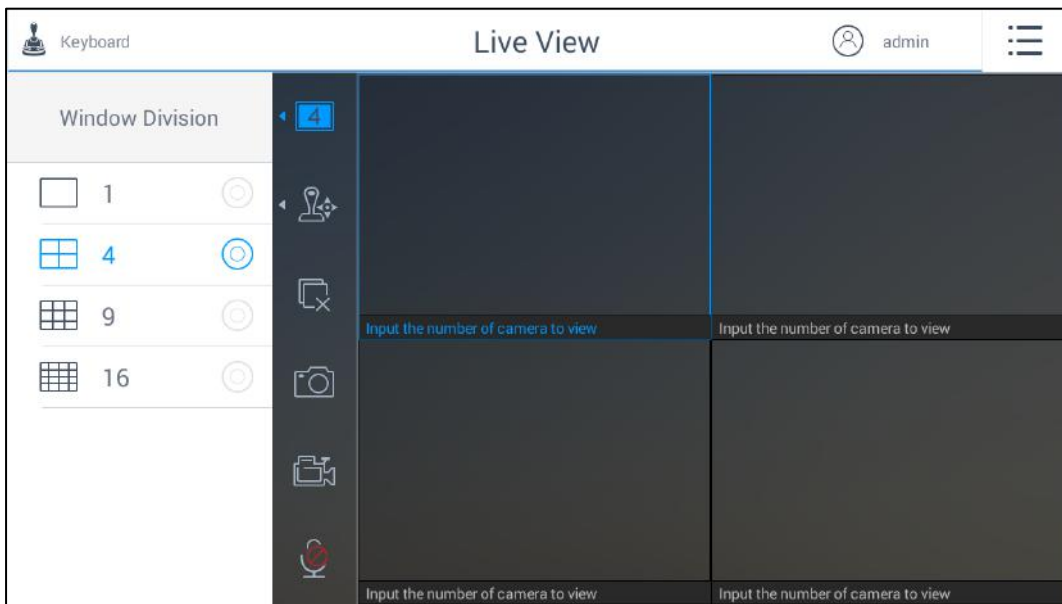 Keyboard
Live View
admin
Window Division
1
4
9
16
4
Input the number of camera to view
Input the number of camera to view
Input the number of camera to view
Input the number of camera to view